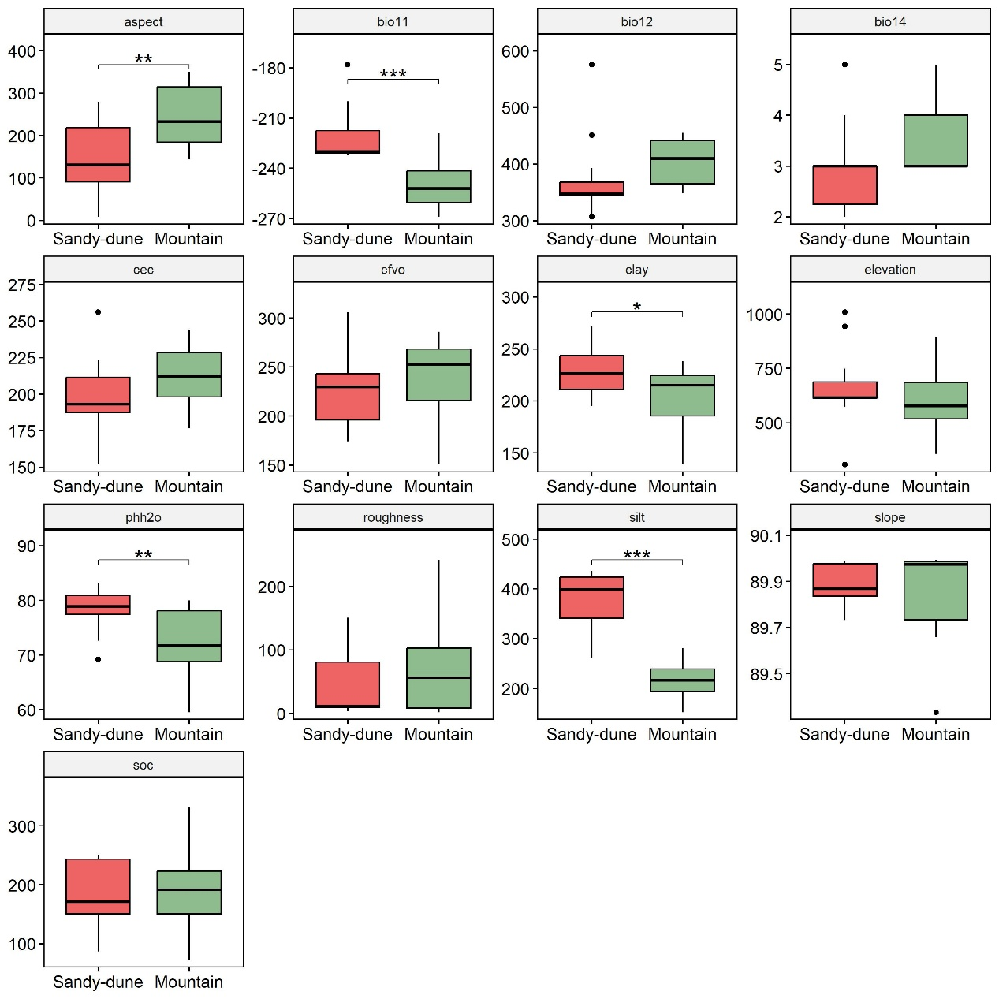 aspect bio11 bio12 bio14
400 -180 600 5
** ***
300 -210 500 4
200 -240 400 3
100 -270 300 2
0
Sandy-dune Mountain Sandy-dune Mountain Sandy-dune Mountain Sandy-dune Mountain
cec cfvo clay elevation
275 300 300 1000
*
250 250 250 750
225 200 200 500
200 150 150
175
150
Sandy-dune Mountain Sandy-dune Mountain Sandy-dune Mountain Sandy-dune Mountain
phh2o roughness silt slope
90 200 500 90.1
** ***
80 100 400 89.9
70 0 300 89.7
60 200 89.5
Sandy-dune Mountain Sandy-dune Mountain Sandy-dune Mountain Sandy-dune Mountain
soc
300
200
100
Sandy-dune Mountain